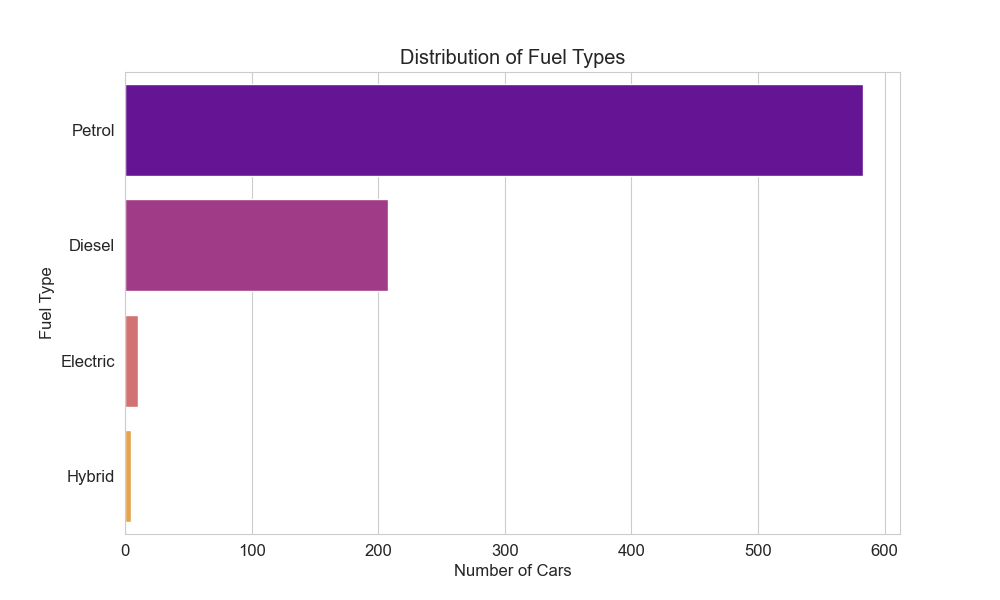 Distribution of Fuel Types
Petrol
Diesel
Electric
Hybrid
Fuel Type
0 100 200 300 400 500 600
Number of Cars